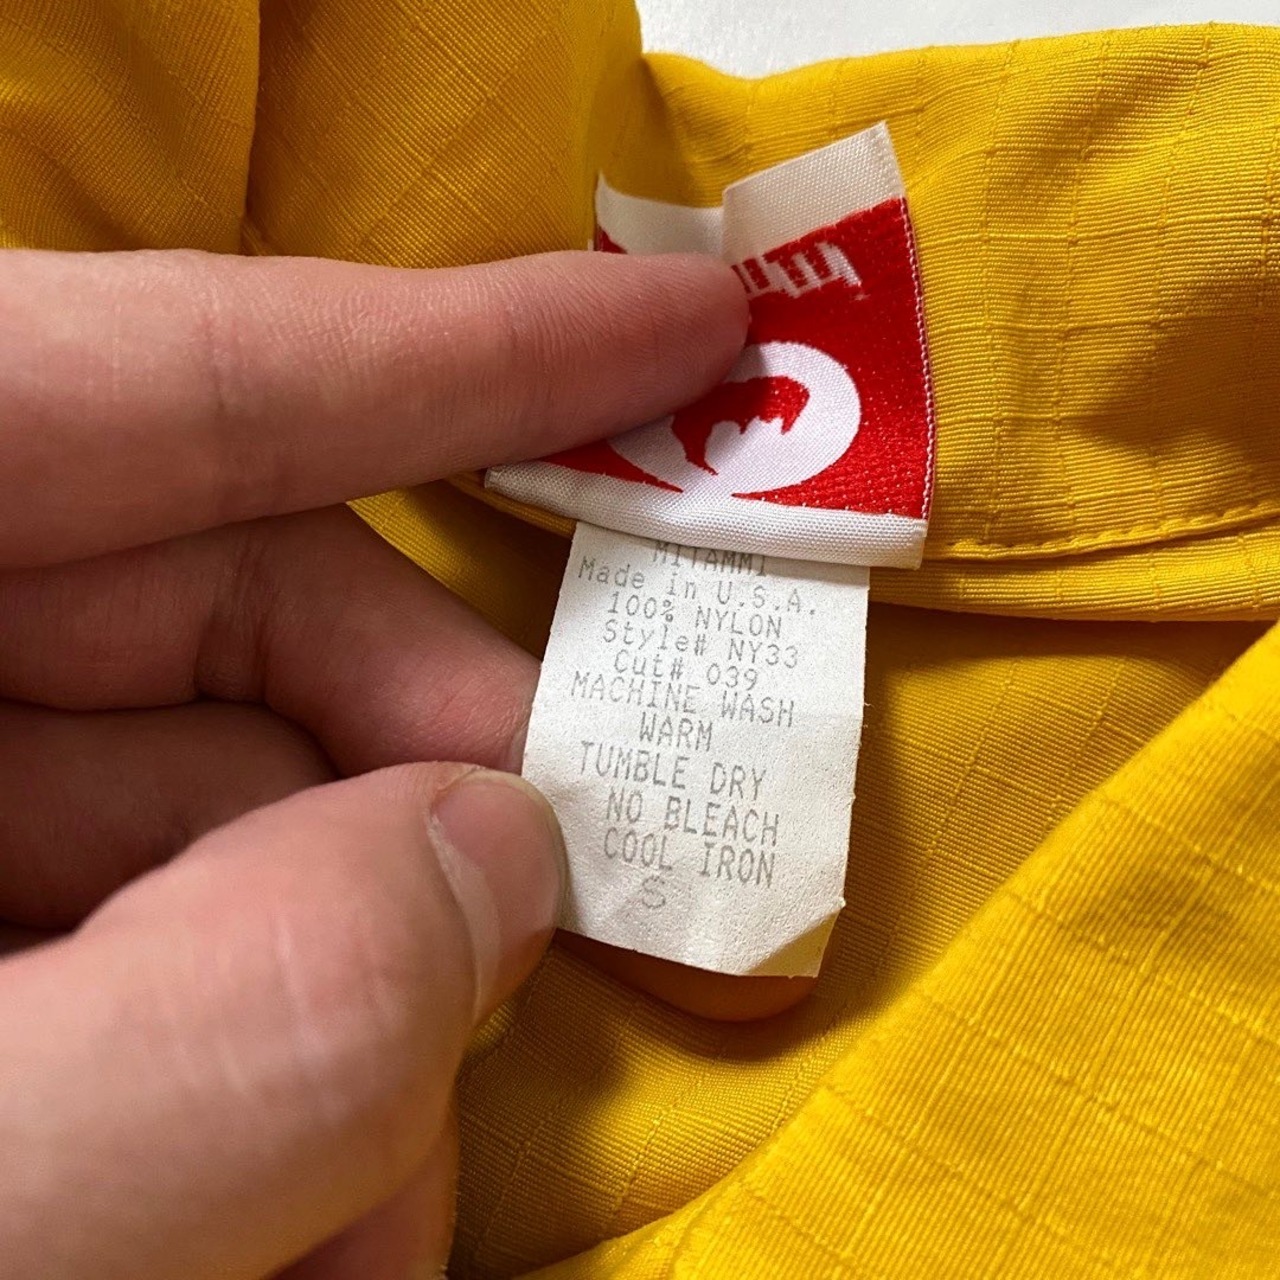 MITAMMI
Made in U.S.A.
100% NYLON
Style# NY33
Cut# 039
MACHINE WASH
WARM
TUMBLE DRY
NO BLEACH
COOL IRON
S